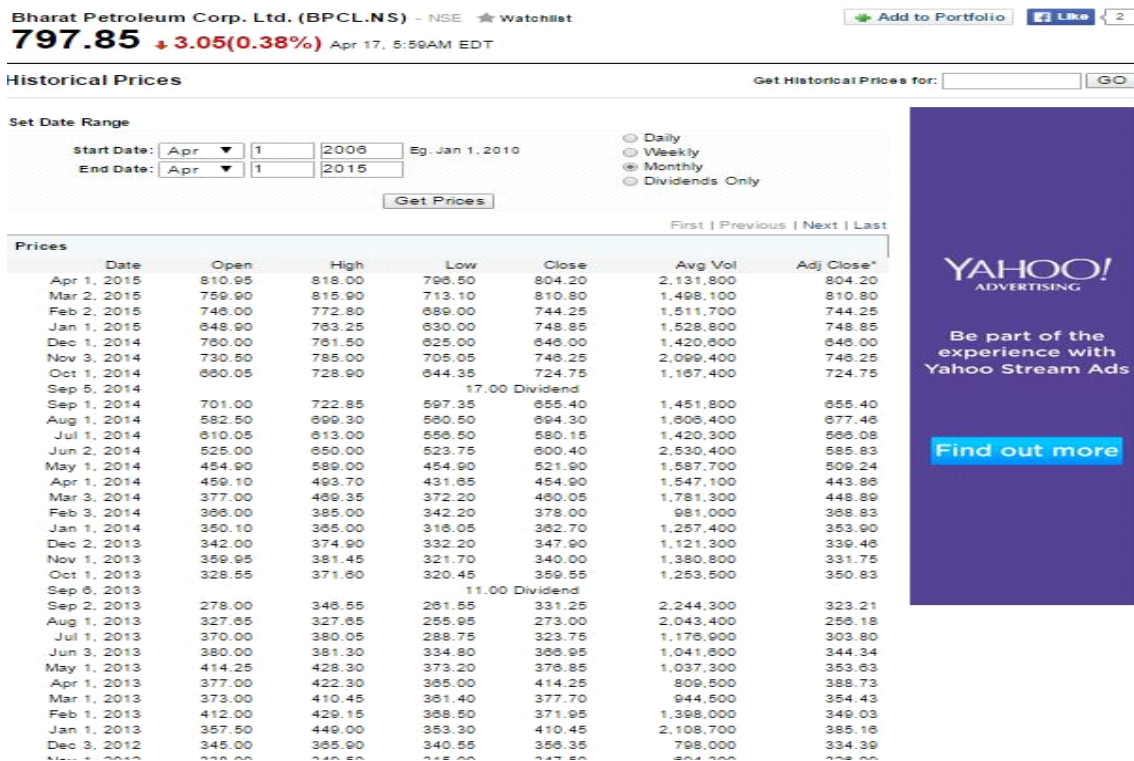 Bharat Petroleum Corp. Ltd. (BPCL.NS) - NSE Watchlist
Add to Portfolio Like 2
797.85 3.05(0.38%) Apr 17, 5:59AM EDT
Historical Prices
Get Historical Prices for: GO
Set Date Range
Start Date: Apr 1 2006 Eg. Jan 1, 2010
End Date: Apr 1 2015
Daily
Weekly
Monthly
Dividends Only
Get Prices
First | Previous | Next | Last
Prices
Date Open High Low Close Avg Vol Adj Close*
Apr 1, 2015 810.95 818.00 796.50 804.20 2,131,800 804.20
Mar 2, 2015 759.90 815.90 713.10 810.80 1,498,100 810.80
Feb 2, 2015 746.00 772.80 689.00 744.25 1,511,700 744.25
Jan 1, 2015 648.90 763.25 630.00 748.85 1,528,800 748.85
Dec 1, 2014 760.00 761.50 625.00 646.00 1,420,600 646.00
Nov 3, 2014 730.50 785.00 705.05 746.25 2,099,400 746.25
Oct 1, 2014 660.05 728.90 644.35 724.75 1,167,400 724.75
Sep 5, 2014 17.00 Dividend
Sep 1, 2014 701.00 722.85 597.35 655.40 1,451,800 655.40
Aug 1, 2014 582.50 699.30 560.50 694.30 1,606,400 677.46
Jul 1, 2014 610.05 613.00 556.50 580.15 1,420,300 566.08
Jun 2, 2014 525.00 650.00 523.75 600.40 2,530,400 585.83
May 1, 2014 454.90 589.00 454.90 521.90 1,587,700 509.24
Apr 1, 2014 459.10 493.70 431.65 454.90 1,547,100 443.86
Mar 3, 2014 377.00 469.35 372.20 460.05 1,781,300 448.89
Feb 3, 2014 366.00 385.00 342.20 378.00 981,000 368.83
Jan 1, 2014 350.10 365.00 316.05 362.70 1,257,400 353.90
Dec 2, 2013 342.00 374.90 332.20 347.90 1,121,300 339.46
Nov 1, 2013 359.95 381.45 321.70 340.00 1,380,800 331.75
Oct 1, 2013 328.55 371.60 320.45 359.55 1,253,500 350.83
Sep 6, 2013 11.00 Dividend
Sep 2, 2013 278.00 346.55 261.55 331.25 2,244,300 323.21
Aug 1, 2013 327.65 327.65 255.95 273.00 2,043,400 256.18
Jul 1, 2013 370.00 380.05 288.75 323.75 1,176,900 303.80
Jun 3, 2013 380.00 381.30 334.80 366.95 1,041,600 344.34
May 1, 2013 414.25 428.30 373.20 376.85 1,037,300 353.63
Apr 1, 2013 377.00 422.30 365.00 414.25 809,500 388.73
Mar 1, 2013 373.00 410.45 361.40 377.70 944,500 354.43
Feb 1, 2013 412.00 429.15 368.50 371.95 1,398,000 349.03
Jan 1, 2013 357.50 449.00 353.30 410.45 2,108,700 385.16
Dec 3, 2012 345.00 365.90 340.55 356.35 798,000 334.39
YAHOO!
ADVERTISING
Be part of the
experience with
Yahoo Stream Ads
Find out more